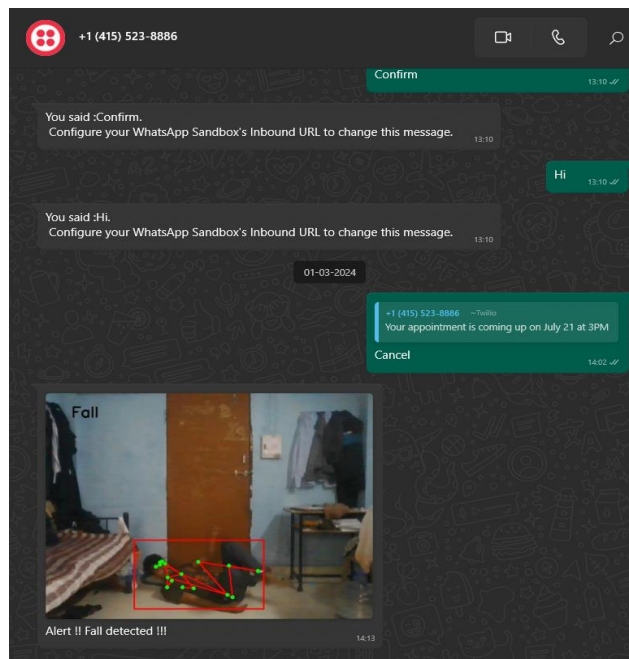 +1 (415) 523-8886
Confirm
13:10
You said :Confirm.
Configure your WhatsApp Sandbox's Inbound URL to change this message.
13:10
Hi
13:10
You said :Hi.
Configure your WhatsApp Sandbox's Inbound URL to change this message.
13:10
01-03-2024
+1 (415) 523-8886 ~Twilio
Your appointment is coming up on July 21 at 3PM
Cancel
14:02
Fall
Alert !! Fall detected !!!
14:13